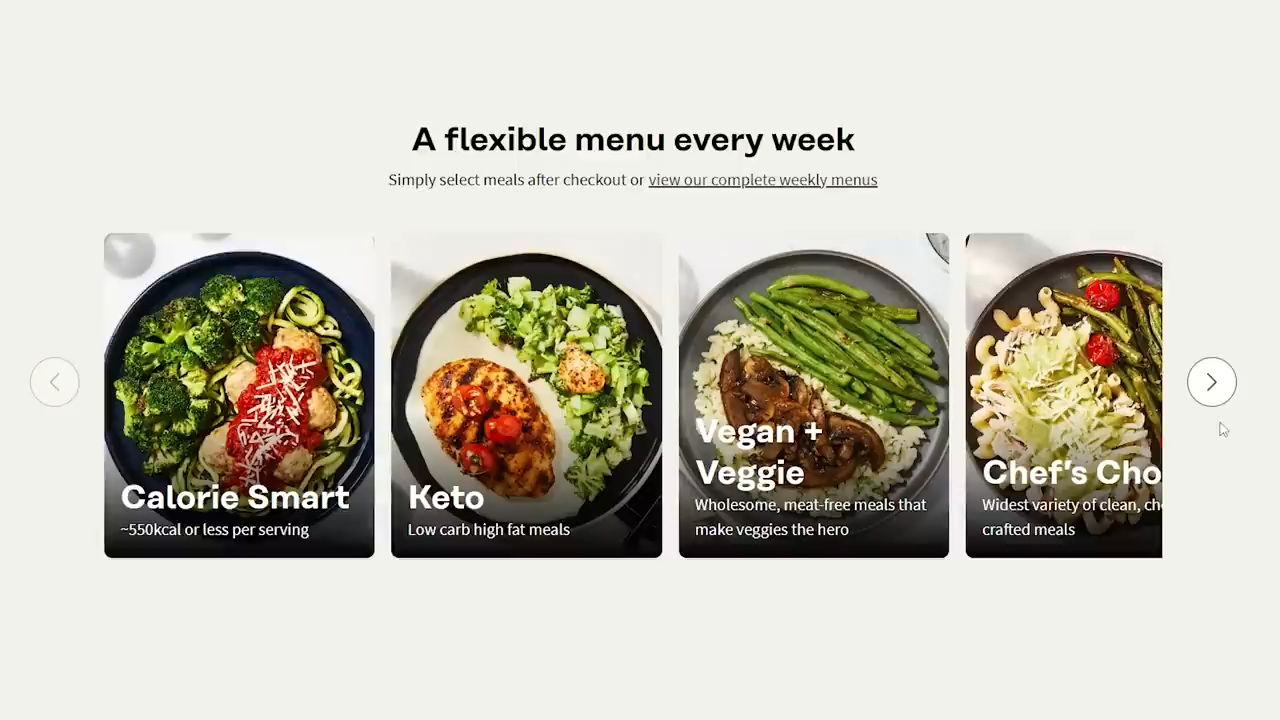 A flexible menu every week
Simply select meals after checkout or view our complete weekly menus
Calorie Smart
~550kcal or less per serving
Keto
Low carb high fat meals
Vegan +
Veggie
Wholesome, meat-free meals that
make veggies the hero
Chef's Cho
Widest variety of clean,
crafted meals